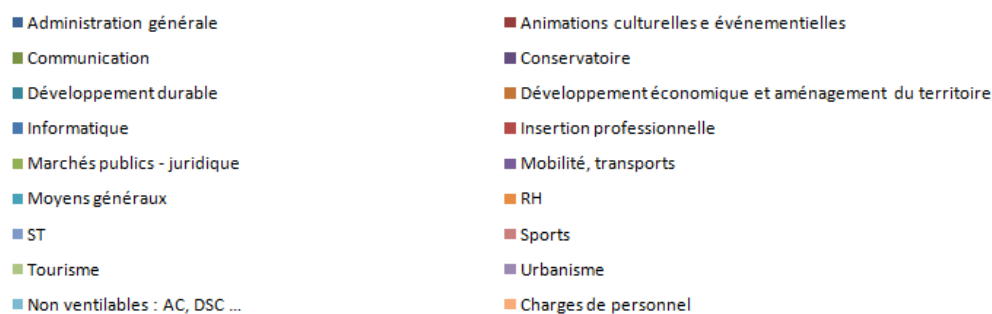 Administration générale
Animations culturelles e événementielles
Communication
Conservatoire
Développement durable
Développement économique et aménagement du territoire
Informatique
Insertion professionnelle
Marchés publics - juridique
Mobilité, transports
Moyens généraux
RH
ST
Sports
Tourisme
Urbanisme
Non ventilables : AC, DSC ...
Charges de personnel